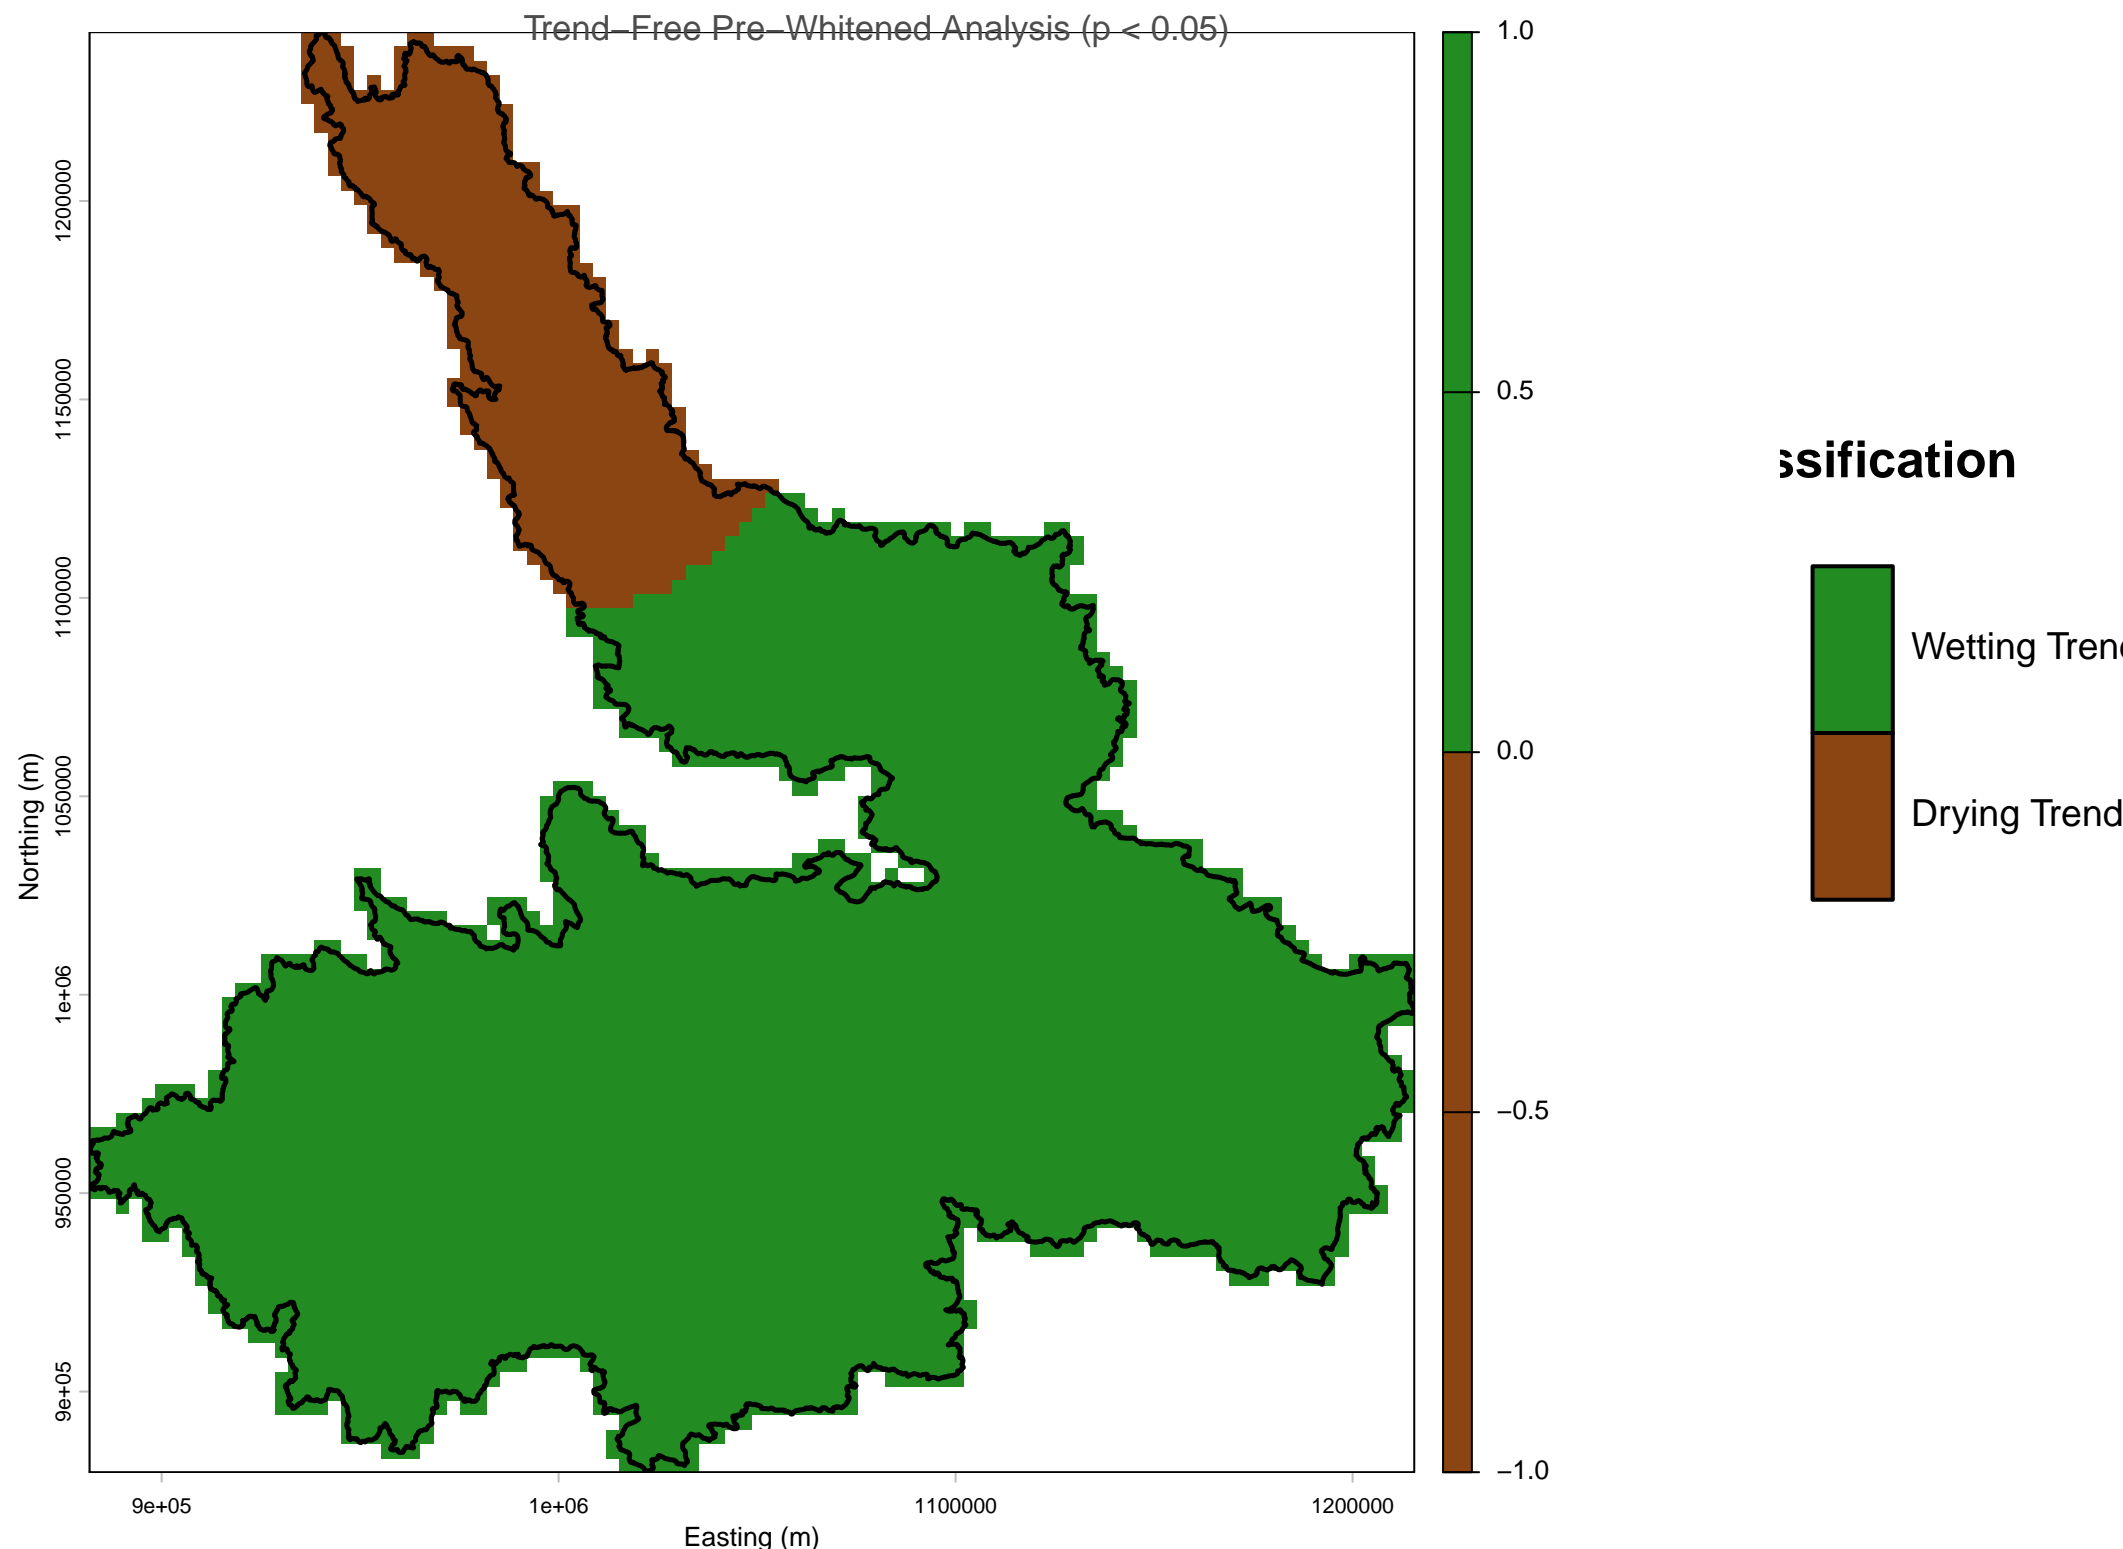 Trend−Free Pre−Whitened Analysis (p < 0.05)
1200000
1150000
1100000
1050000
1e+06
950000
9e+05
Northing (m)
9e+05
1e+06
1100000
1200000
Easting (m)
1.0
0.5
0.0
−0.5
−1.0
ssification
Wetting Tren
Drying Trend